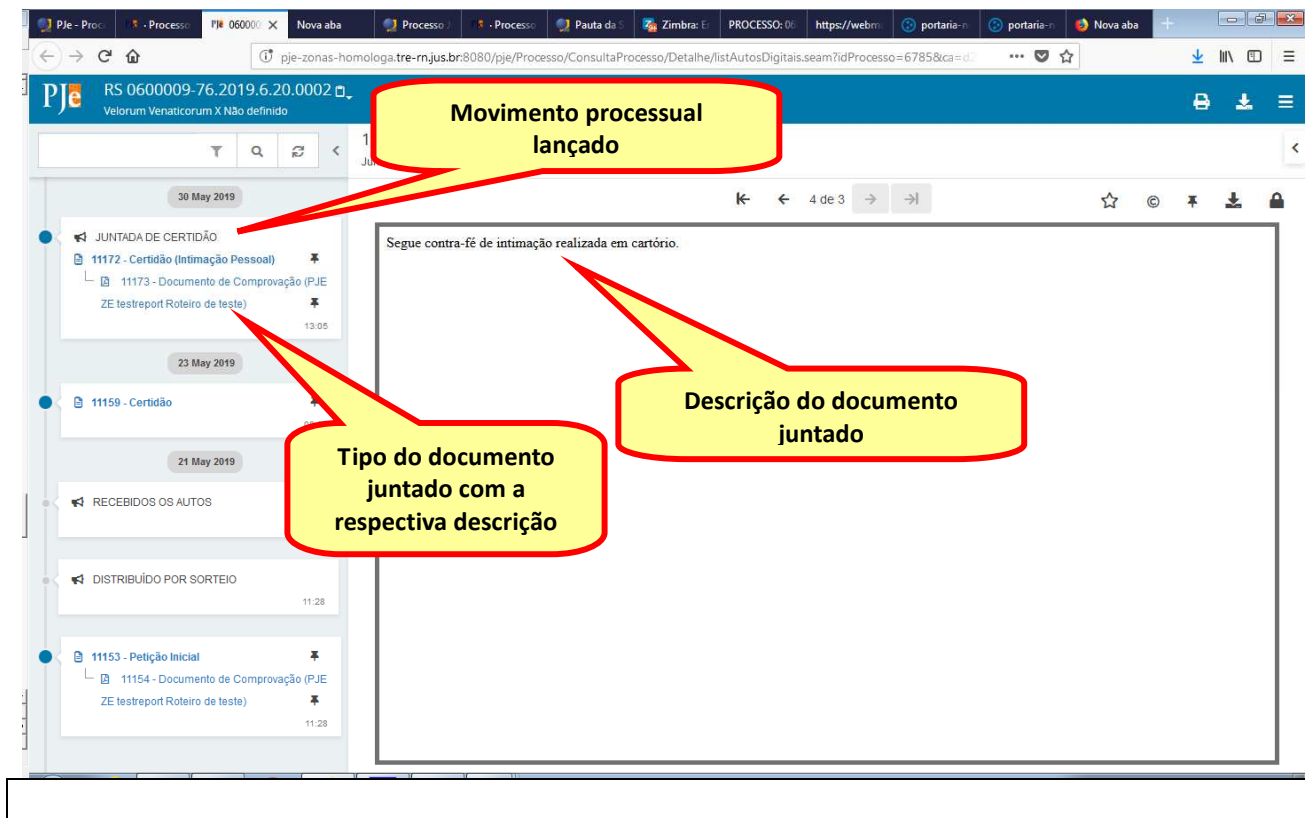 PJe - Proc
· Processo
060000
Nova aba
Processo
· Processo
Pauta da S
Zimbra: E
PROCESSO: 06
https://webm
portaria-n
portaria-n
Nova aba
pje-zonas-homologa.tre-rn.jus.br:8080/pje/Processo/ConsultaProcesso/Detalhe/listAutosDigitais.seam?idProcesso=6785&ca=d
PJe
RS 0600009-76.2019.6.20.0002
Velorum Venaticorum X Não definido
Movimento processual
lançado
30 May 2019
4 de 3
JUNTADA DE CERTIDÃO
11172 - Certidão (Intimação Pessoal)
11173 - Documento de Comprovação (PJE
ZE testreport Roteiro de teste)
13:05
Segue contra-fé de intimação realizada em cartório.
23 May 2019
11159 - Certidão
Descrição do documento
juntado
21 May 2019
Tipo do documento
juntado com a
respectiva descrição
RECEBIDOS OS AUTOS
DISTRIBUÍDO POR SORTEIO
11:28
11153 - Petição Inicial
11154 - Documento de Comprovação (PJE
ZE testreport Roteiro de teste)
11:28